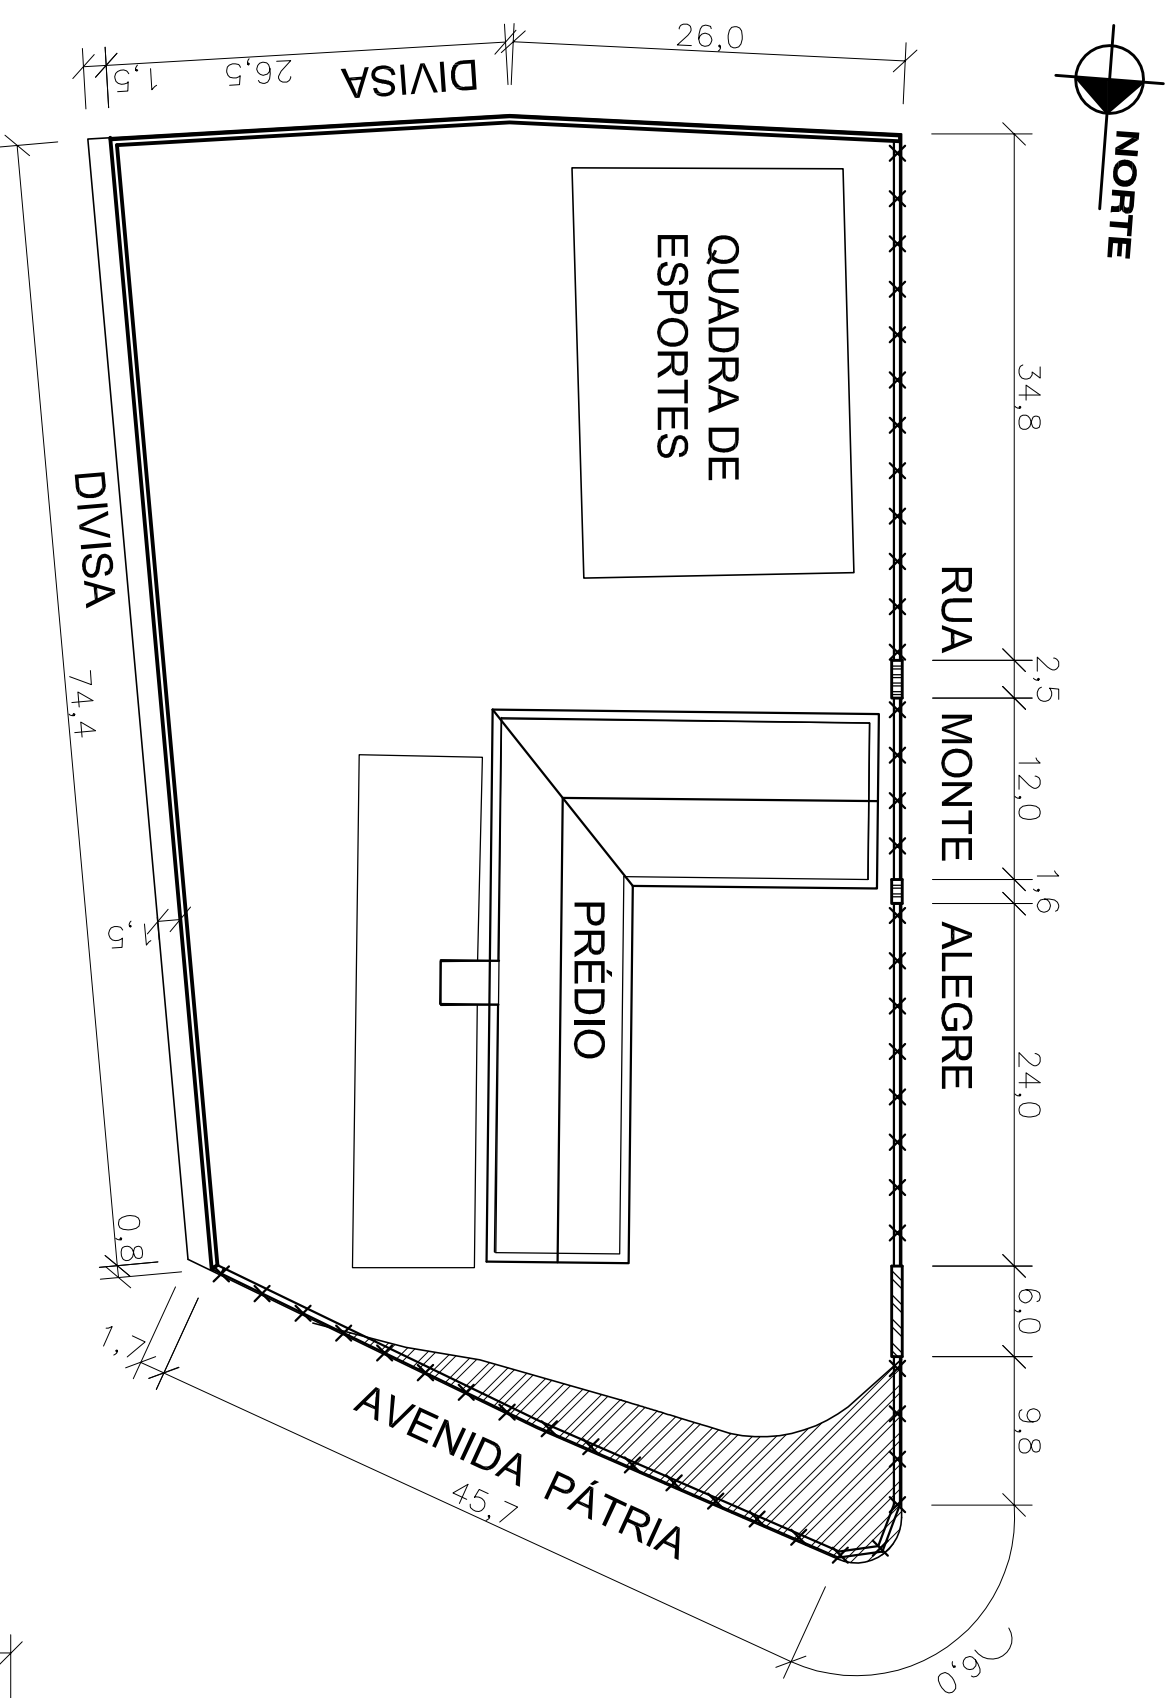 NORTE
26,0
26,5
1,5
DIVISA
QUADRA DE
ESPORTES
34,8
2,5
12,0
1,6
24,0
6,0
9,8
6,0
RUA MONTE ALEGRE
PRÉDIO
DIVISA
74,4
1,5
0,8
1,7
AVENIDA PÁTRIA
45,7